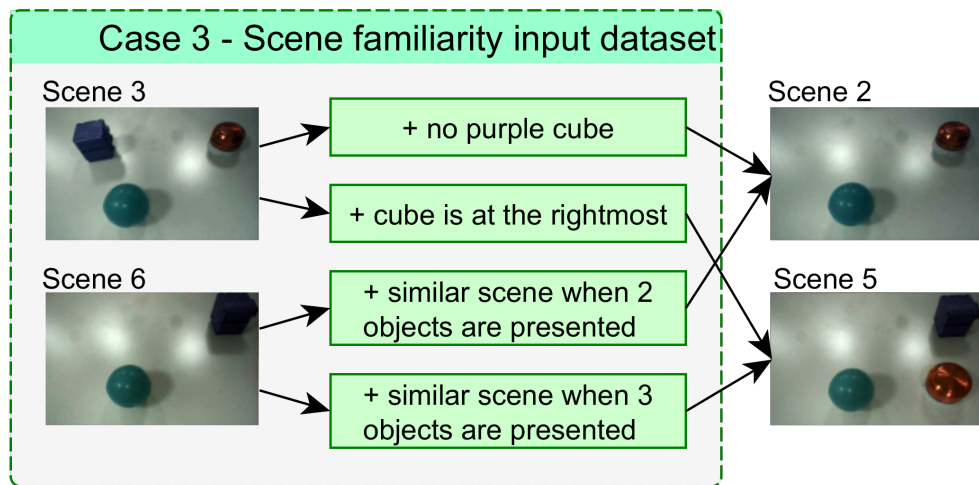 Case 3 - Scene familiarity input dataset
Scene 3
+ no purple cube
Scene 2
+ cube is at the rightmost
Scene 6
+ similar scene when 2
objects are presented
Scene 5
+ similar scene when 3
objects are presented